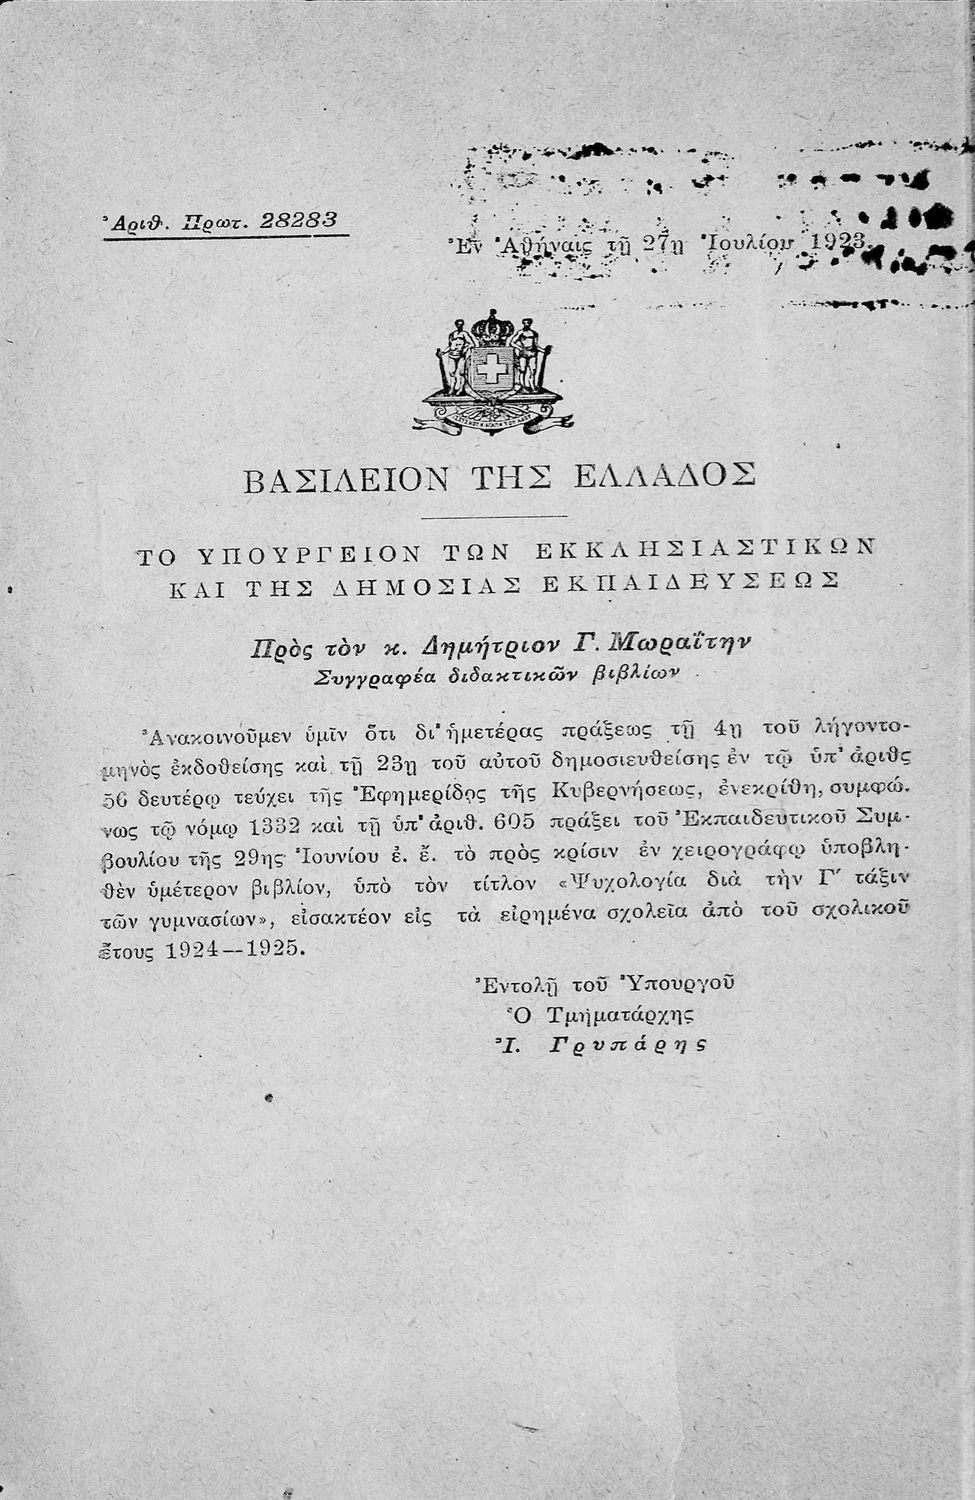 Ἀριθ. Πρωτ. 28283
Ἐν Ἀθήναις τῇ 27ῃ Ἰουλίου 1923.
ΒΑΣΙΛΕΙΟΝ ΤΗΣ ΕΛΛΑΔΟΣ
ΤΟ ΥΠΟΥΡΓΕΙΟΝ ΤΩΝ ΕΚΚΛΗΣΙΑΣΤΙΚΩΝ
ΚΑΙ ΤΗΣ ΔΗΜΟΣΙΑΣ ΕΚΠΑΙΔΕΥΣΕΩΣ
Πρὸς τὸν κ. Δημήτριον Γ. Μωραΐτην
Συγγραφέα διδακτικῶν βιβλίων
Ἀνακοινοῦμεν ὑμῖν ὅτι δι' ἡμετέρας πράξεως τῇ 4ῃ τοῦ λήγοντο-
μηνὸς ἐκδοθείσης καὶ τῇ 23ῃ τοῦ αὐτοῦ δημοσιευθείσης ἐν τῷ ὑπ' ἀριθς
56 δευτέρῳ τεύχει τῆς Ἐφημερίδος τῆς Κυβερνήσεως, ἐνεκρίθη, συμφώ.
νως τῷ νόμῳ 1332 καὶ τῇ ὑπ' ἀριθ. 605 πράξει τοῦ Ἐκπαιδευτικοῦ Συμ-
βουλίου τῆς 29ης Ἰουνίου ἐ. ἔ. τὸ πρὸς κρίσιν ἐν χειρογράφῳ ὑποβλη-
θὲν ὑμέτερον βιβλίον, ὑπὸ τὸν τίτλον «Ψυχολογία διὰ τὴν Γ' τάξιν
τῶν γυμνασίων», εἰσακτέον εἰς τὰ εἰρημένα σχολεῖα ἀπὸ τοῦ σχολικοῦ
ἔτους 1924—1925.
Ἐντολῇ τοῦ Ὑπουργοῦ
Ὁ Τμηματάρχης
Ἰ. Γρυπάρης